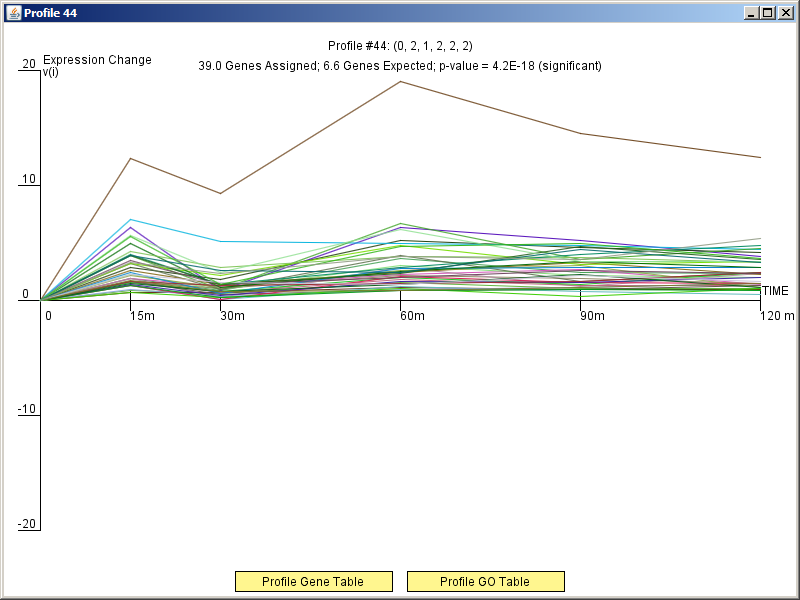 Profile 44
Profile #44: (0, 2, 1, 2, 2, 2)
39.0 Genes Assigned; 6.6 Genes Expected; p-value = 4.2E-18 (significant)
Expression Change
v(i)
20
10
0
-10
-20
0
15m
30m
60m
90m
120 m
TIME
Profile Gene Table
Profile GO Table